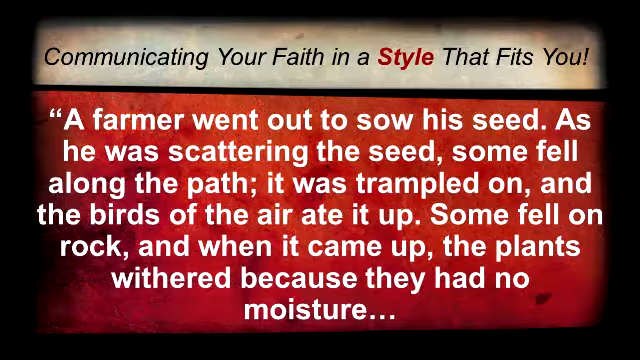 Communicating Your Faith in a Style That Fits You!
“A farmer went out to sow his seed. As
he was scattering the seed, some fell
along the path; it was trampled on, and
the birds of the air ate it up. Some fell on
rock, and when it came up, the plants
withered because they had no
moisture…